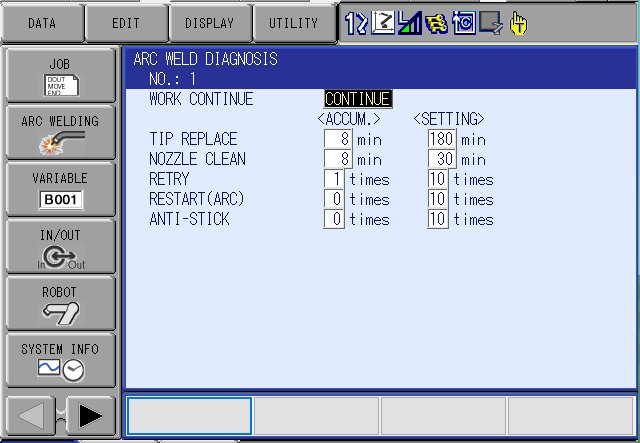 DATA EDIT DISPLAY UTILITY
JOB
DOUT
MOVE
END
ARC WELDING
VARIABLE
B001
IN/OUT
In Out
ROBOT
SYSTEM INFO
ARC WELD DIAGNOSIS
NO.: 1
WORK CONTINUE CONTINUE
<ACCUM.> <SETTING>
TIP REPLACE 8 min 180 min
NOZZLE CLEAN 8 min 30 min
RETRY 1 times 10 times
RESTART(ARC) 0 times 10 times
ANTI-STICK 0 times 10 times